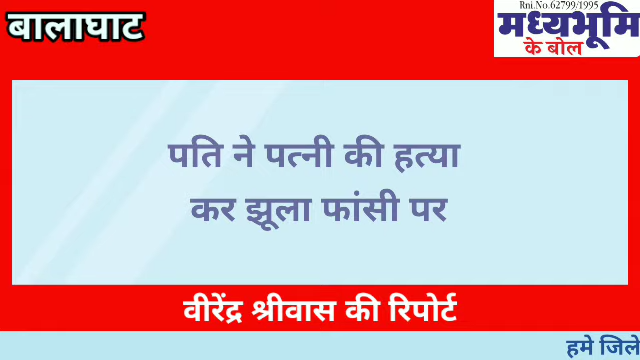 बालाघाट
Rni.No.62799/1995
मध्यभूमि
के बोल
पति ने पत्नी की हत्या
कर झूला फांसी पर
वीरेंद्र श्रीवास की रिपोर्ट
हमे जिले